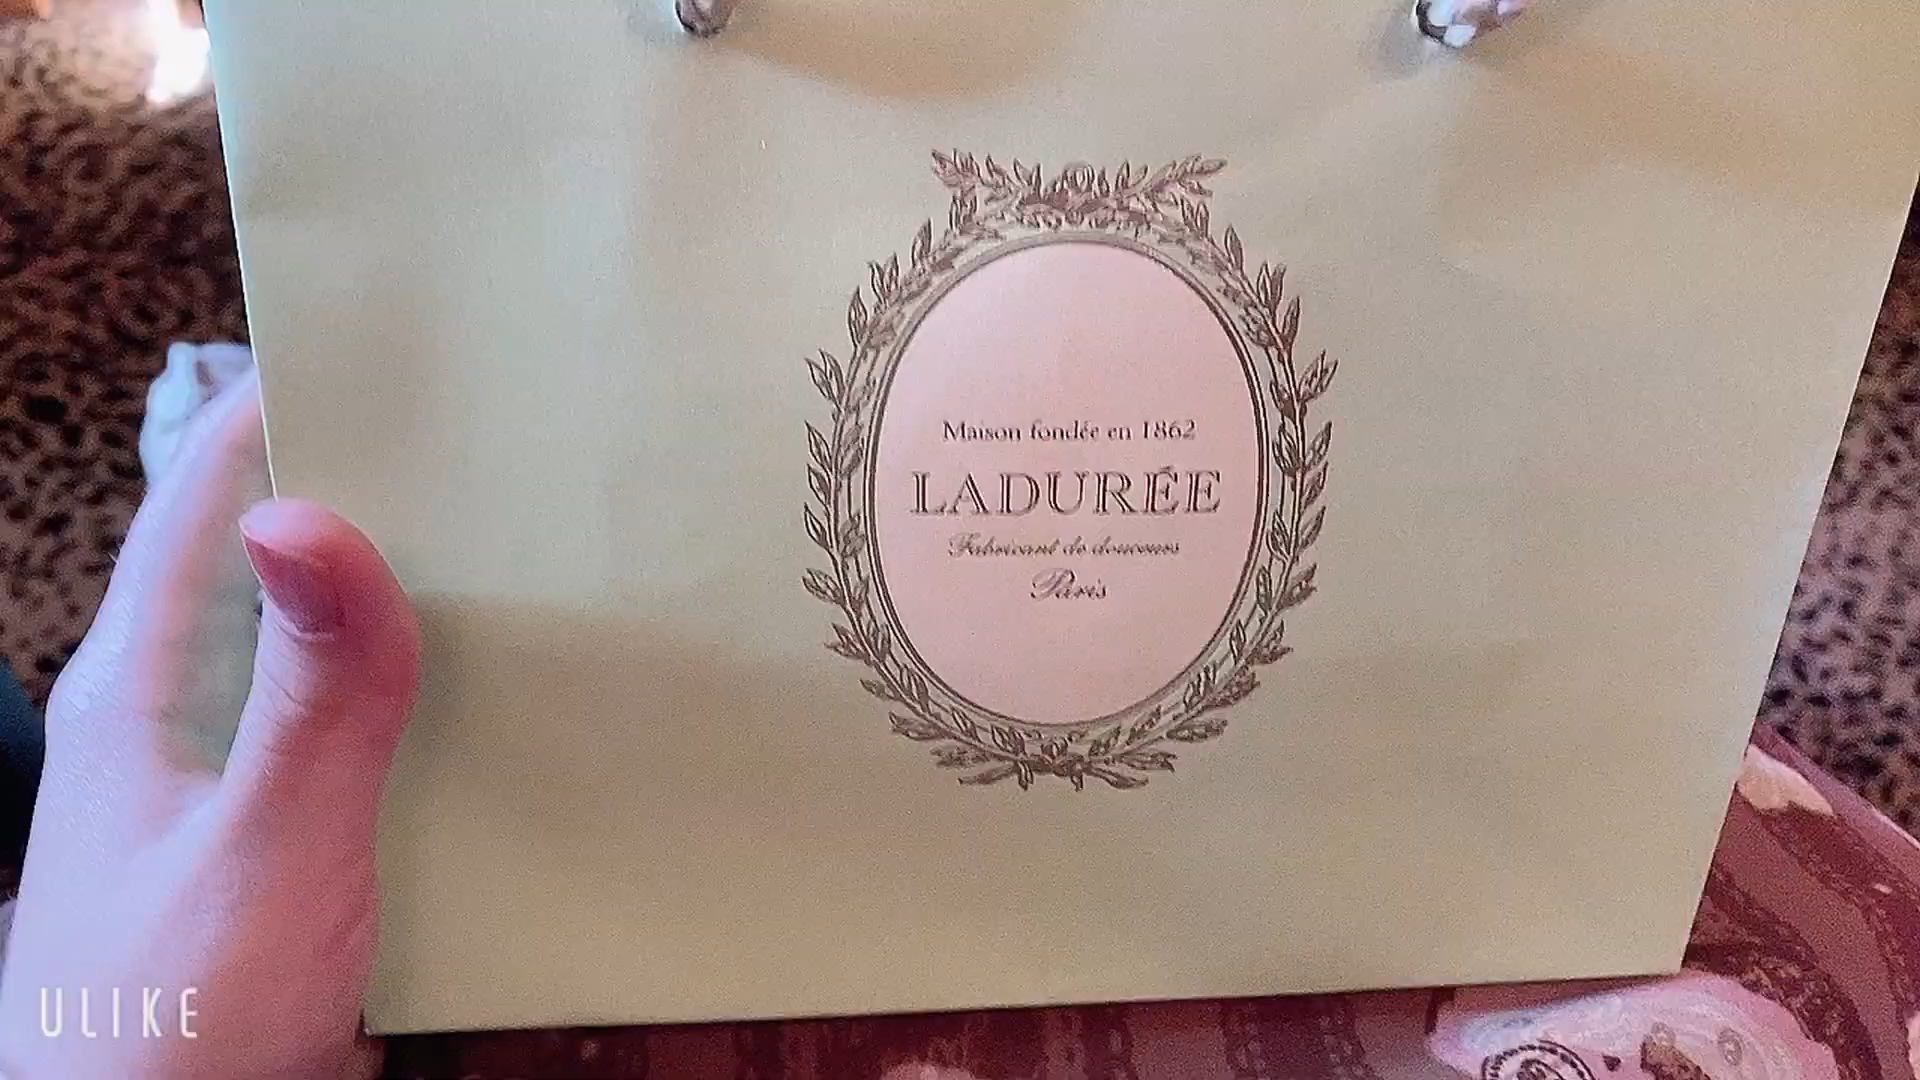 Maison fondée en 1862
LADURÉE
Fabricant de douceurs
Paris
ULIKE